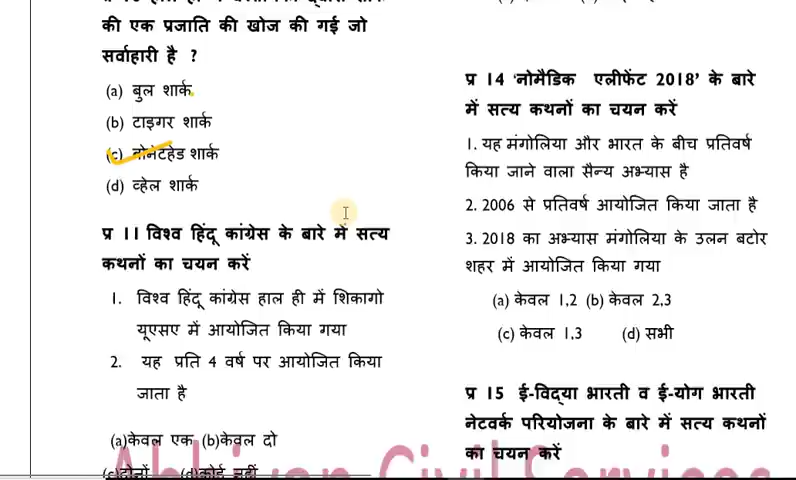 की एक प्रजाति की खोज की गई जो
सर्वाहारी है ?
(a) बुल शार्क
(b) टाइगर शार्क
(c) बोनेटहेड शार्क
(d) व्हेल शार्क
प्र 11 विश्व हिंदू कांग्रेस के बारे में सत्य
कथनों का चयन करें
1. विश्व हिंदू कांग्रेस हाल ही में शिकागो
यूएसए में आयोजित किया गया
2. यह प्रति 4 वर्ष पर आयोजित किया
जाता है
(a)केवल एक (b)केवल दो
(c)दोनों (d)कोई नहीं
प्र 14 ‘नोमैडिक एलीफेंट 2018’ के बारे
में सत्य कथनों का चयन करें
1. यह मंगोलिया और भारत के बीच प्रतिवर्ष
किया जाने वाला सैन्य अभ्यास है
2. 2006 से प्रतिवर्ष आयोजित किया जाता है
3. 2018 का अभ्यास मंगोलिया के उलन बटोर
शहर में आयोजित किया गया
(a) केवल 1,2 (b) केवल 2,3
(c) केवल 1,3 (d) सभी
प्र 15 ई-विद्या भारती व ई-योग भारती
नेटवर्क परियोजना के बारे में सत्य कथनों
का चयन करें